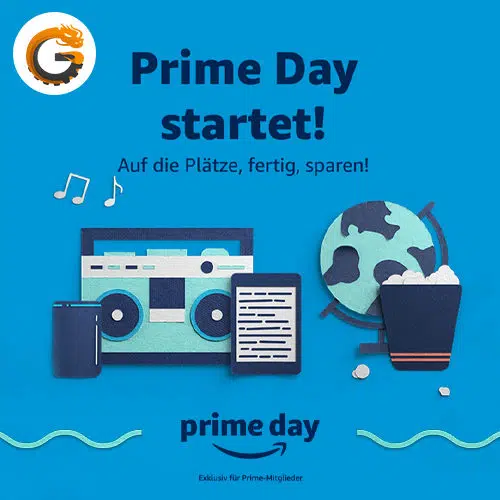 Prime Day
startet!
Auf die Plätze, fertig, sparen!
prime day
Exklusiv für Prime-Mitglieder